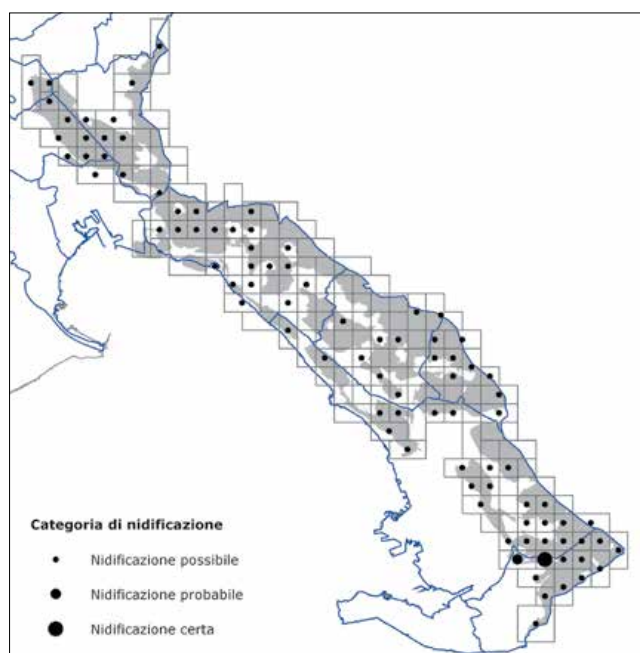 Categoria di nidificazione
Nidificazione possibile
Nidificazione probabile
Nidificazione certa